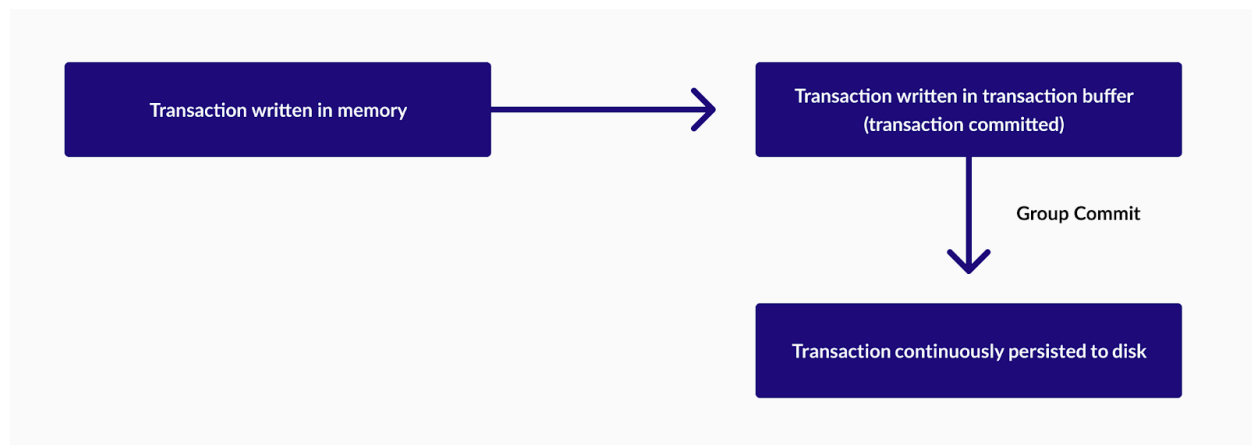 Transaction written in memory
Transaction written in transaction buffer
(transaction committed)
Group Commit
Transaction continuously persisted to disk